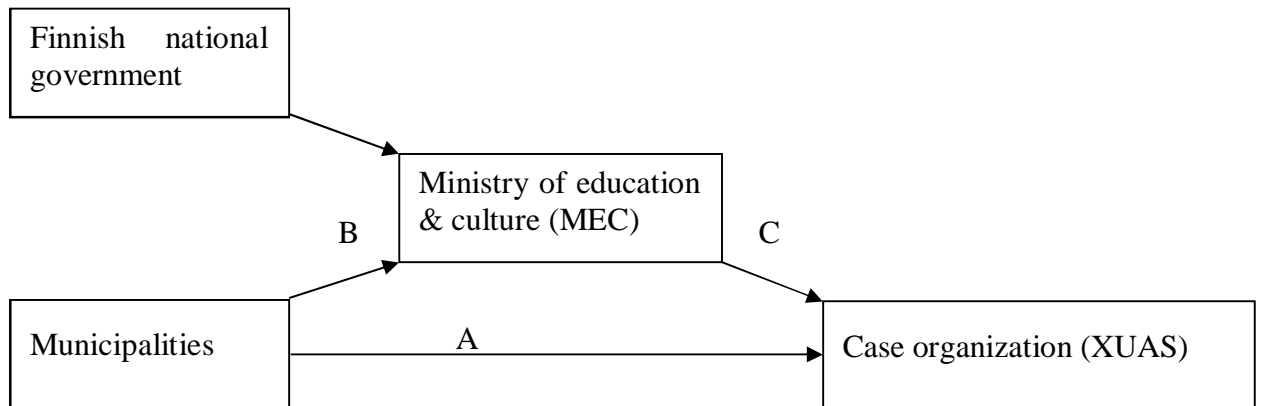 Finnish national
government
Ministry of education
& culture (MEC)
B
C
Municipalities
A
Case organization (XUAS)